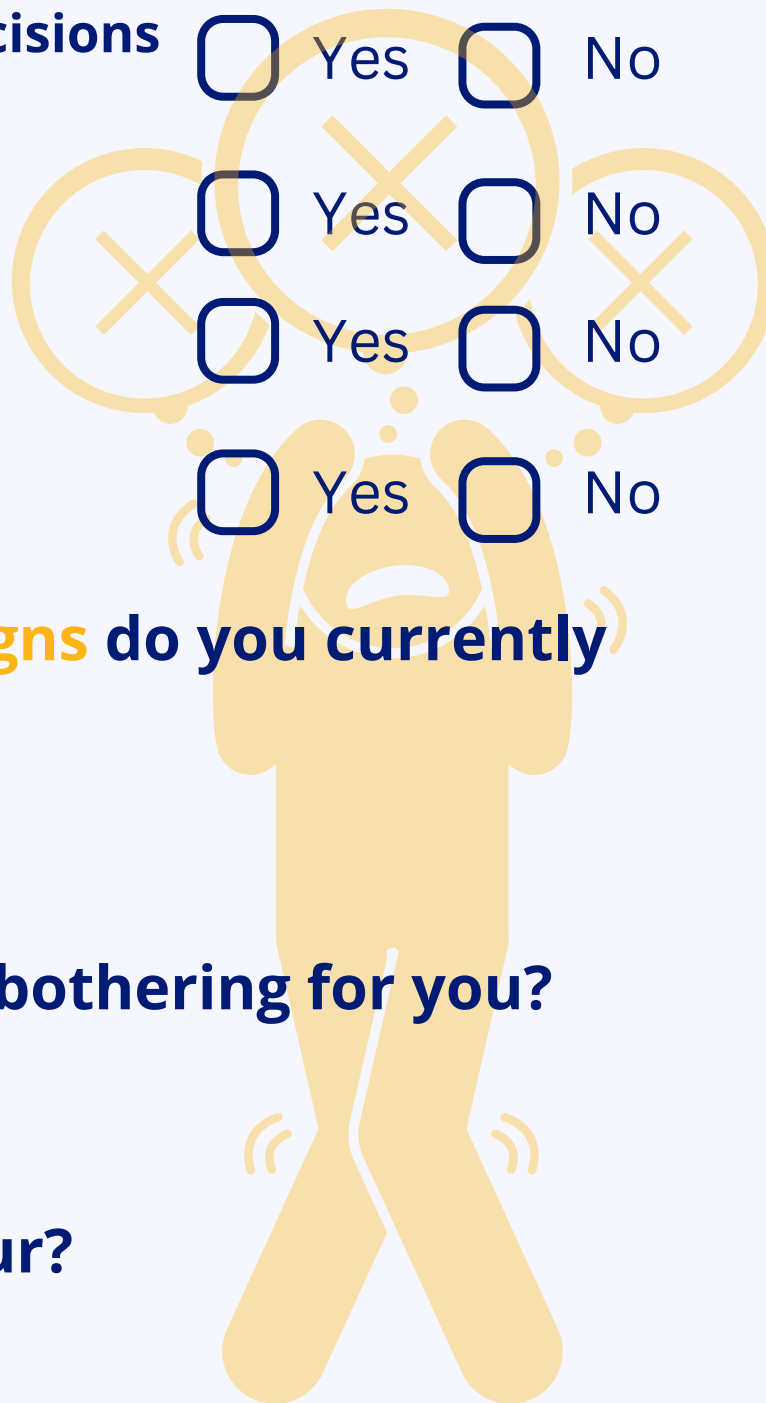 cisions Yes No
Yes No
Yes No
Yes No
gns do you currently
bothering for you?
ur?